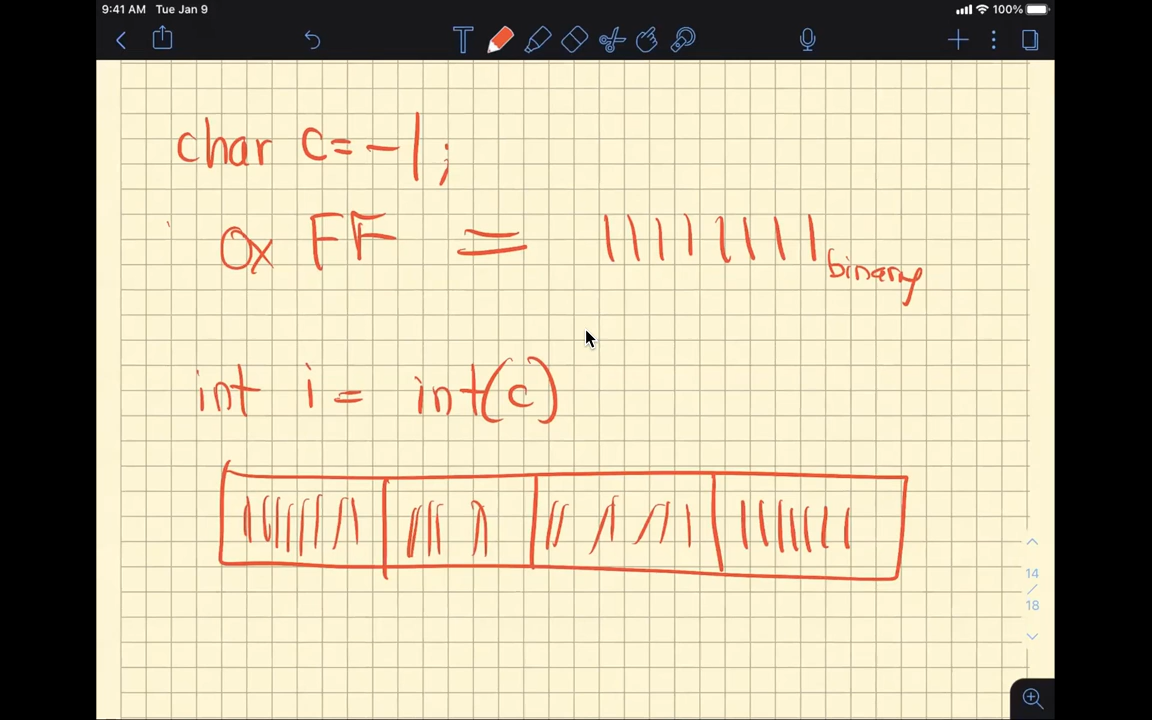 9:41 AM Tue Jan 9 100%
char c = -1;
0x FF = 11111111 binary
int i = int(c)
14
/
18